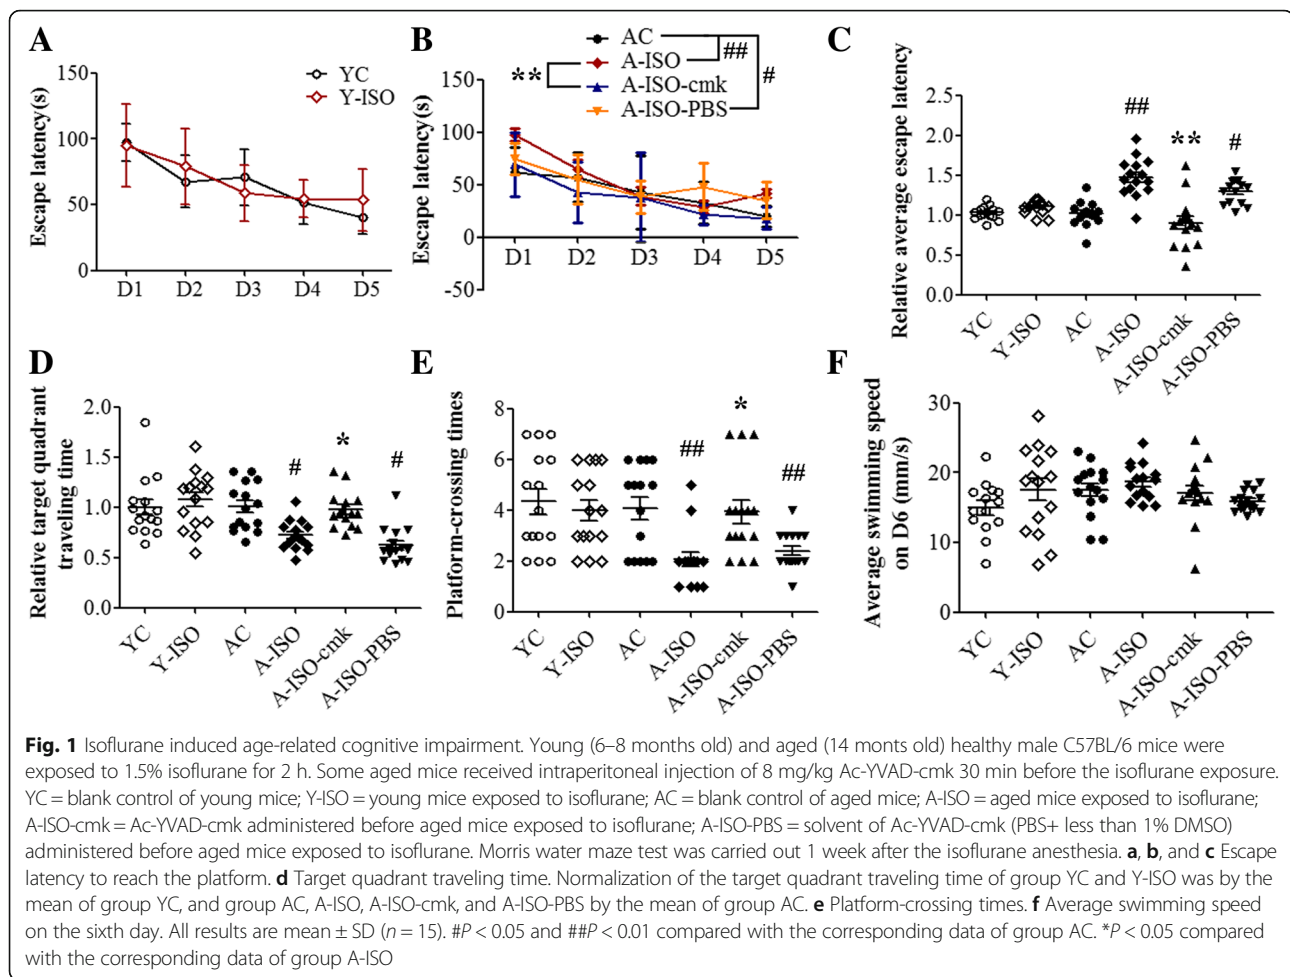 A
Escape latency(s)
150
100
50
0
YC
Y-ISO
D1 D2 D3 D4 D5
B
Escape latency(s)
150
100
50
0
-50
AC
A-ISO
A-ISO-cmk
A-ISO-PBS
**
##
#
D1 D2 D3 D4 D5
C
Relative average escape latency
2.5
2.0
1.5
1.0
0.5
0.0
##
**
#
YC Y-ISO AC A-ISO A-ISO-cmk A-ISO-PBS
D
Relative target quadrant
traveling time
2.0
1.5
1.0
0.5
0.0
#
*
#
YC Y-ISO AC A-ISO A-ISO-cmk A-ISO-PBS
E
Platform-crossing times
8
6
4
2
0
##
*
##
YC Y-ISO AC A-ISO A-ISO-cmk A-ISO-PBS
F
Average swimming speed
on D6 (mm/s)
30
20
10
0
YC Y-ISO AC A-ISO A-ISO-cmk A-ISO-PBS
Fig. 1 Isoflurane induced age-related cognitive impairment. Young (6–8 months old) and aged (14 monts old) healthy male C57BL/6 mice were
exposed to 1.5% isoflurane for 2 h. Some aged mice received intraperitoneal injection of 8 mg/kg Ac-YVAD-cmk 30 min before the isoflurane exposure.
YC = blank control of young mice; Y-ISO = young mice exposed to isoflurane; AC = blank control of aged mice; A-ISO = aged mice exposed to isoflurane;
A-ISO-cmk = Ac-YVAD-cmk administered before aged mice exposed to isoflurane; A-ISO-PBS = solvent of Ac-YVAD-cmk (PBS+ less than 1% DMSO)
administered before aged mice exposed to isoflurane. Morris water maze test was carried out 1 week after the isoflurane anesthesia. a, b, and c Escape
latency to reach the platform. d Target quadrant traveling time. Normalization of the target quadrant traveling time of group YC and Y-ISO was by the
mean of group YC, and group AC, A-ISO, A-ISO-cmk, and A-ISO-PBS by the mean of group AC. e Platform-crossing times. f Average swimming speed
on the sixth day. All results are mean ± SD (n = 15). #P < 0.05 and ##P < 0.01 compared with the corresponding data of group AC. *P < 0.05 compared
with the corresponding data of group A-ISO